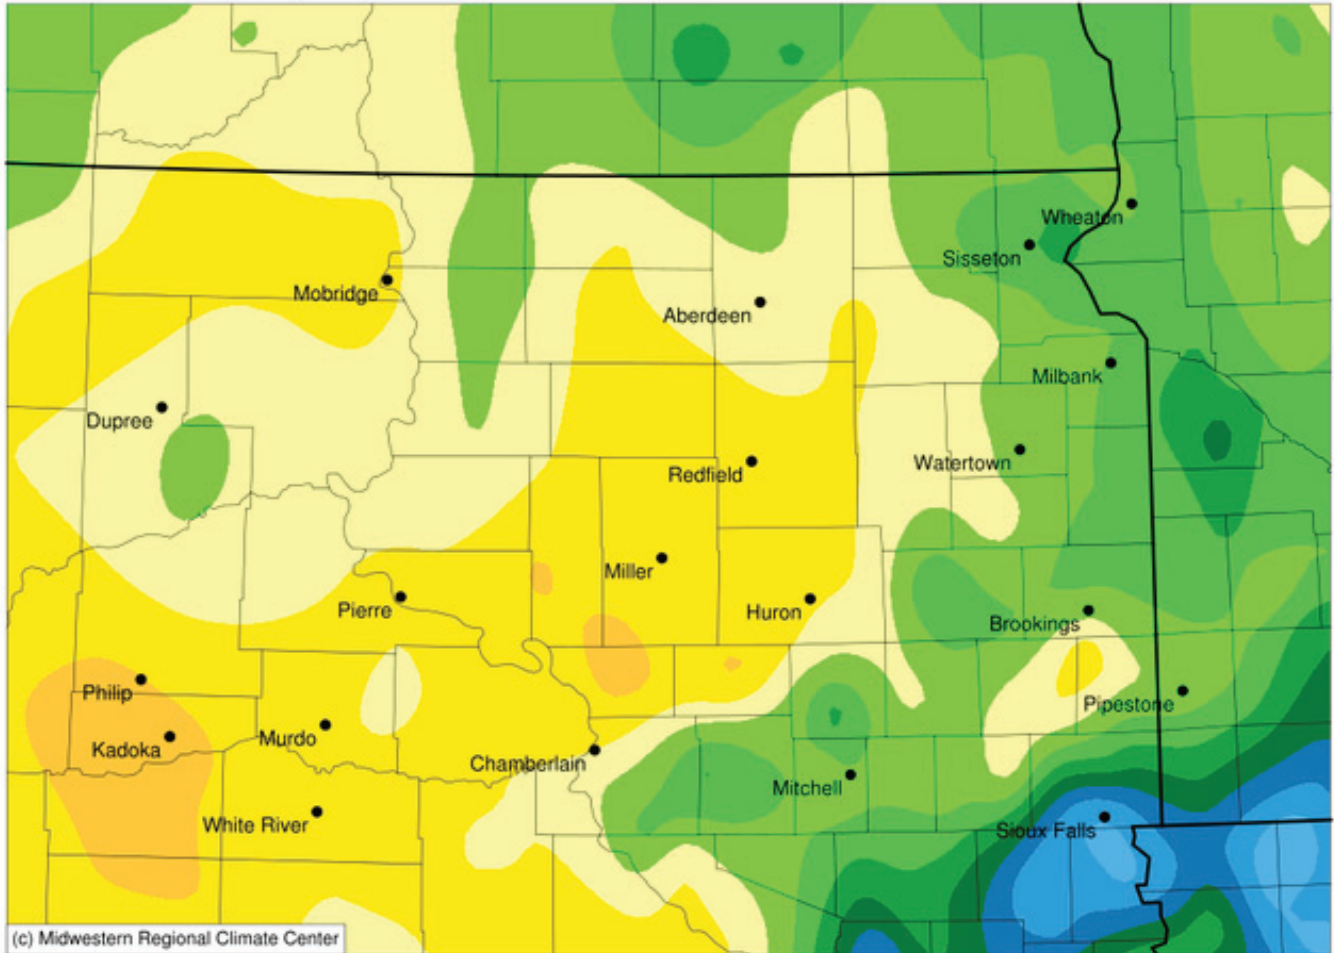 Wheaton
Sisseton
Mobridge
Aberdeen
Milbank
Dupree
Watertown
Redfield
Miller
Pierre
Huron
Brookings
Philip
Pipestone
Kadoka
Murdo
Chamberlain
Mitchell
White River
Sioux Falls
(c) Midwestern Regional Climate Center